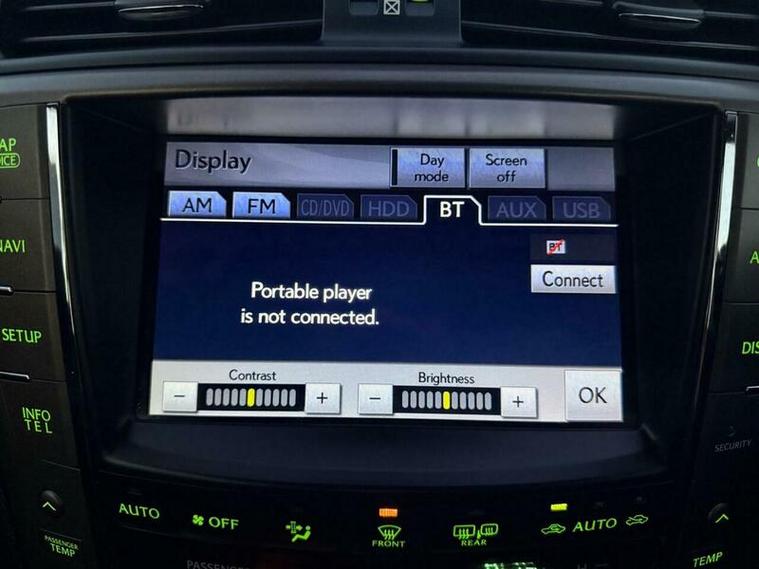 Display
Day
mode
Screen
off
AM
FM
CD/DVD
HDD
BT
AUX
USB
BT
Connect
Portable player
is not connected.
Contrast
Brightness
− + − +
OK
NAVI
SETUP
INFO
TEL
SECURITY
AUTO
OFF
FRONT
REAR
AUTO
PASSENGER
TEMP
TEMP